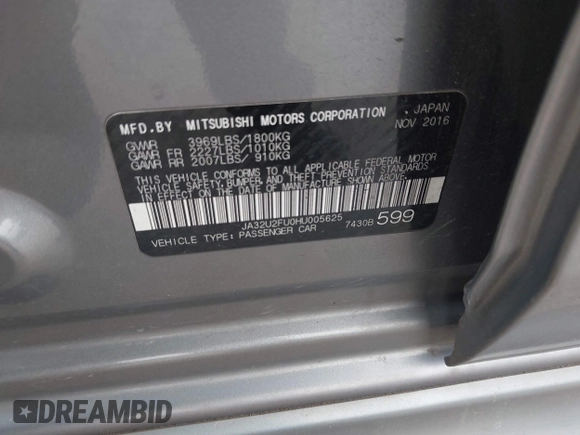 MFD.BY MITSUBISHI MOTORS CORPORATION JAPAN
NOV 2016
GVWR 3969LBS/1800KG
GAWR FR 2227LBS/1010KG
GAWR RR 2007LBS/ 910KG
THIS VEHICLE CONFORMS TO ALL APPLICABLE FEDERAL MOTOR
VEHICLE SAFETY, BUMPER, AND THEFT PREVENTION STANDARDS
IN EFFECT ON THE DATE OF MANUFACTURE SHOWN ABOVE.
JA32U2FU0HU005625
VEHICLE TYPE: PASSENGER CAR 7430B 599
DREAMBID